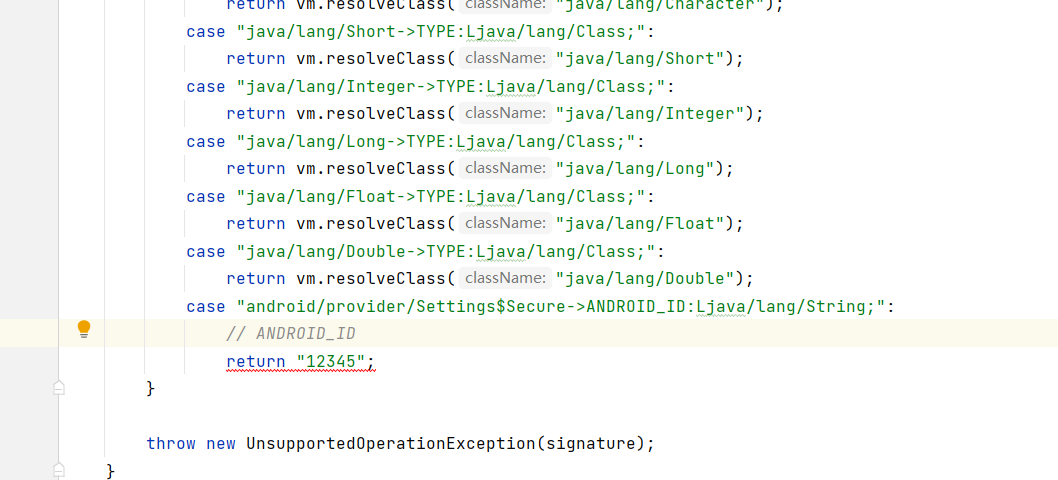 return vm.resolveClass( className: "java/lang/Character");
case "java/lang/Short->TYPE:Ljava/lang/Class;":
return vm.resolveClass( className: "java/lang/Short");
case "java/lang/Integer->TYPE:Ljava/lang/Class;":
return vm.resolveClass( className: "java/lang/Integer");
case "java/lang/Long->TYPE:Ljava/lang/Class;":
return vm.resolveClass( className: "java/lang/Long");
case "java/lang/Float->TYPE:Ljava/lang/Class;":
return vm.resolveClass( className: "java/lang/Float");
case "java/lang/Double->TYPE:Ljava/lang/Class;":
return vm.resolveClass( className: "java/lang/Double");
case "android/provider/Settings$Secure->ANDROID_ID:Ljava/lang/String;":
// ANDROID_ID
return "12345";
}
throw new UnsupportedOperationException(signature);
}